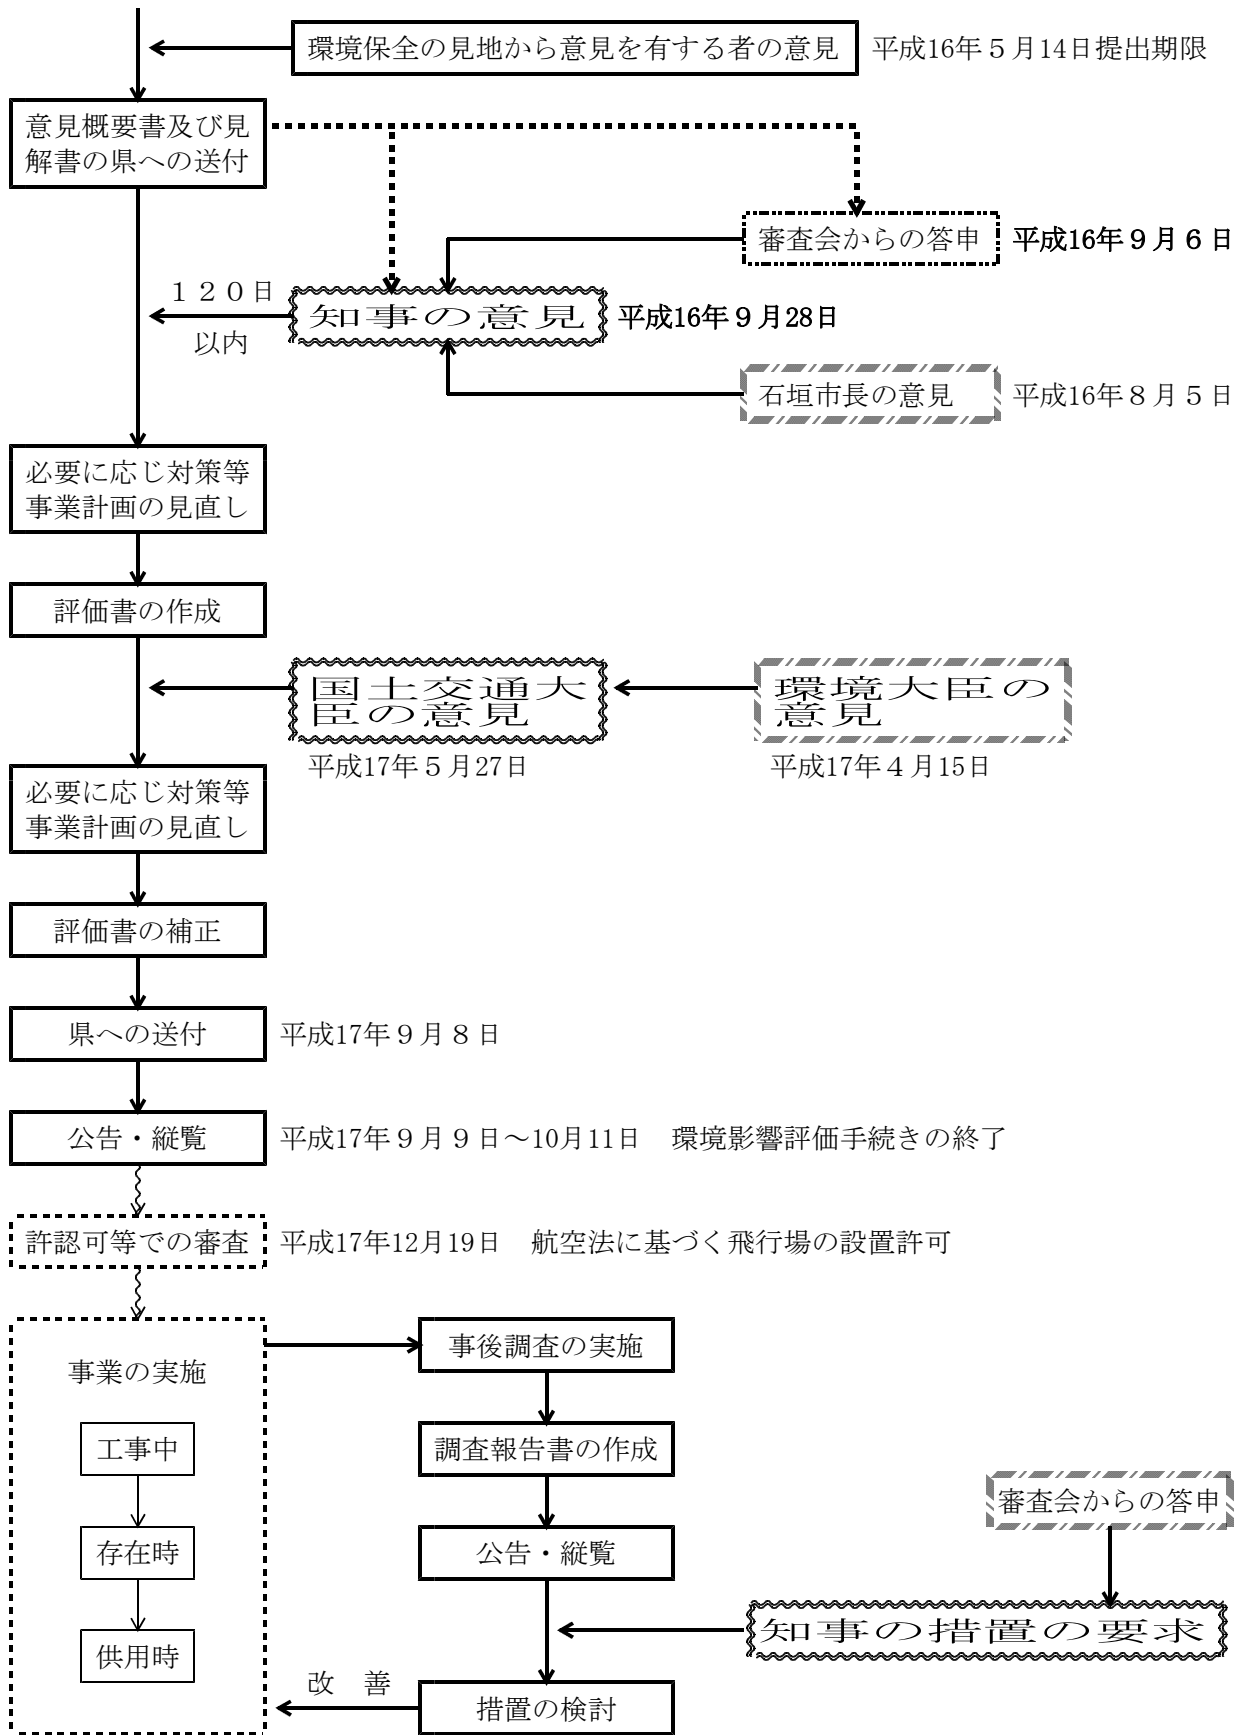 環境保全の見地から意見を有する者の意見　平成16年５月14日提出期限
意見概要書及び見
解書の県への送付
審査会からの答申　平成16年９月６日
１２０日
以内
知事の意見　平成16年９月28日
石垣市長の意見　平成16年８月５日
必要に応じ対策等
事業計画の見直し
評価書の作成
国土交通大
臣の意見
平成17年５月27日
環境大臣の
意見
平成17年４月15日
必要に応じ対策等
事業計画の見直し
評価書の補正
県への送付　平成17年９月８日
公告・縦覧　平成17年９月９日～10月11日　環境影響評価手続きの終了
許認可等での審査　平成17年12月19日　航空法に基づく飛行場の設置許可
事業の実施
工事中
存在時
供用時
事後調査の実施
調査報告書の作成
公告・縦覧
審査会からの答申
知事の措置の要求
改　善
措置の検討